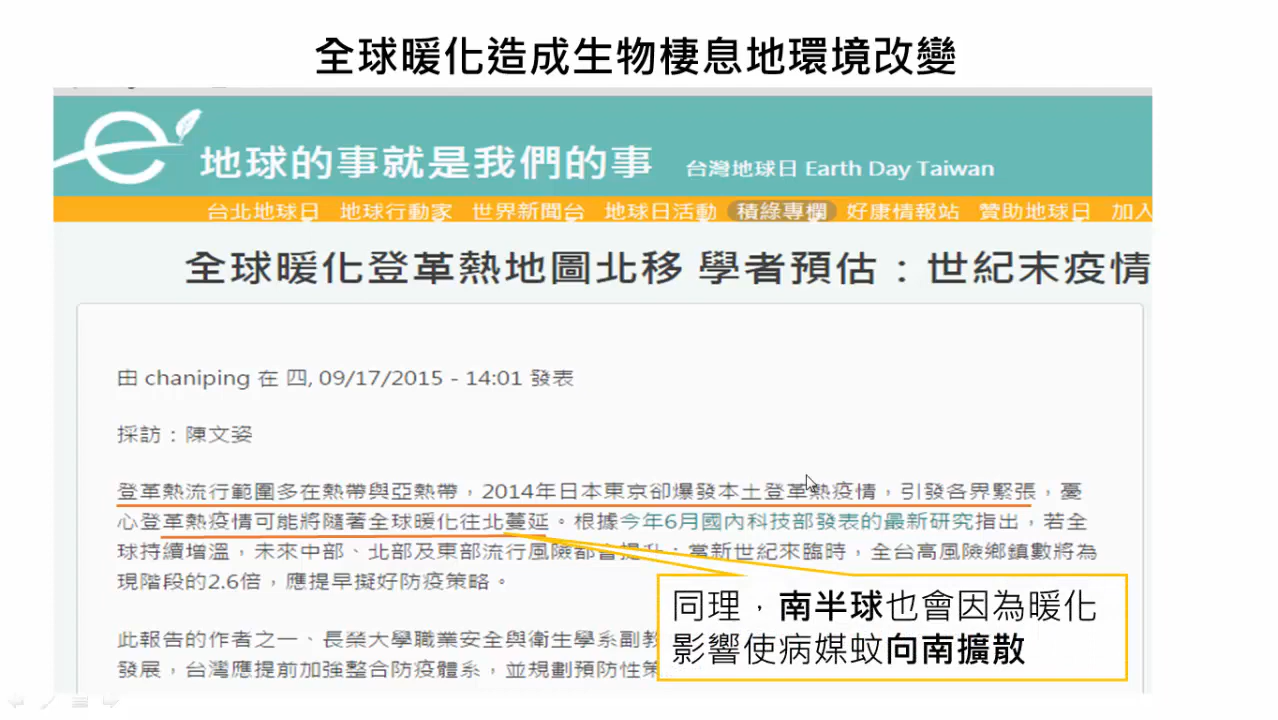 全球暖化造成生物棲息地環境改變
地球的事就是我們的事 台灣地球日 Earth Day Taiwan
台北地球日 地球行動家 世界新聞台 地球日活動 積綠專欄 好康情報站 贊助地球日 加入
全球暖化登革熱地圖北移 學者預估：世紀末疫情
由 chaniping 在 四, 09/17/2015 - 14:01 發表
採訪：陳文姿
登革熱流行範圍多在熱帶與亞熱帶，2014年日本東京卻爆發本土登革熱疫情，引發各界緊張，憂
心登革熱疫情可能將隨著全球暖化往北蔓延。根據今年6月國內科技部發表的最新研究指出，若全
球持續增溫，未來中部、北部及東部流行風險都會提升；當新世紀來臨時，全台高風險鄉鎮數將為
現階段的2.6倍，應提早擬好防疫策略。
此報告的作者之一、長榮大學職業安全與衛生學系副教
發展，台灣應提前加強整合防疫體系，並規劃預防性策
同理，南半球也會因為暖化
影響使病媒蚊向南擴散